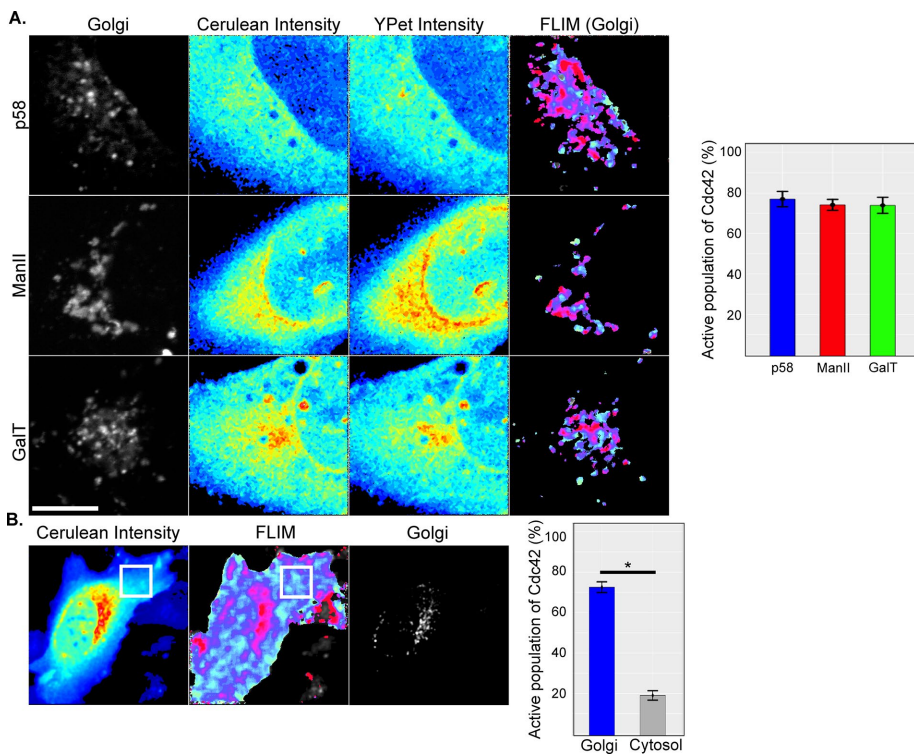 A.
Golgi
Cerulean Intensity
YPet Intensity
FLIM (Golgi)
p58
ManII
GalT
Active population of Cdc42 (%)
100
80
60
40
20
p58
ManII
GalT
B.
Cerulean Intensity
FLIM
Golgi
Active population of Cdc42 (%)
100
80
60
40
20
*
Golgi
Cytosol